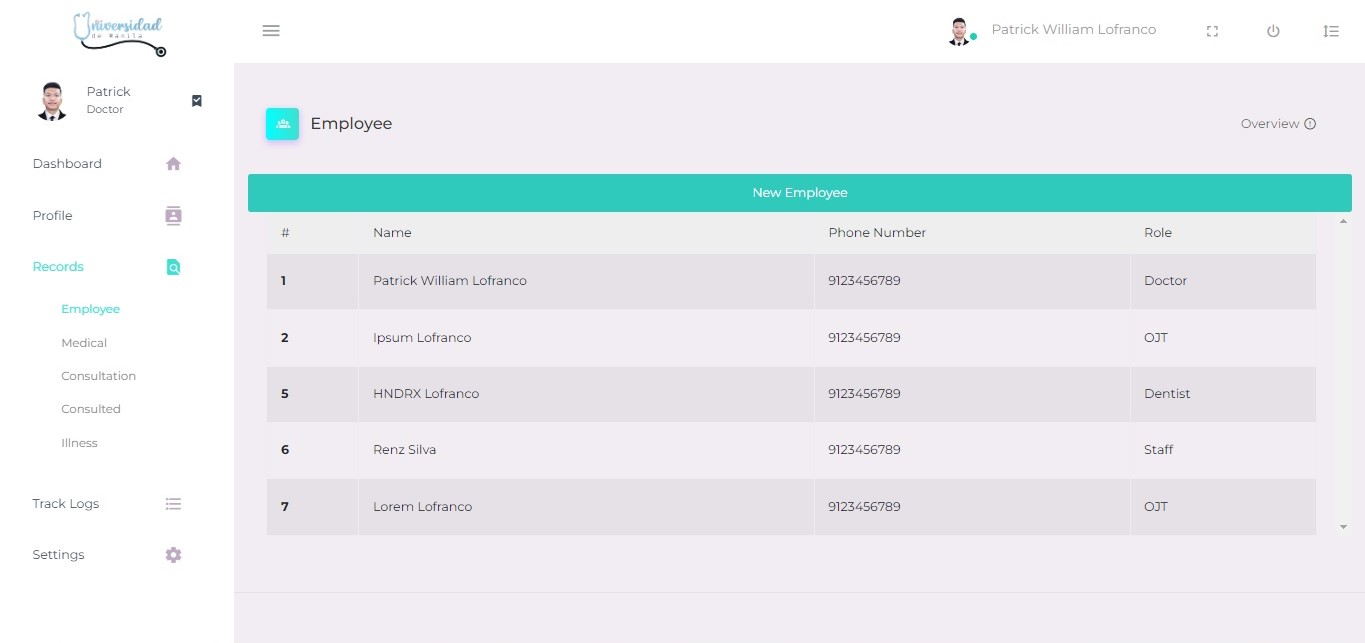 Universidad
de Manila
Patrick William Lofranco
Patrick
Doctor
Dashboard
Profile
Records
Employee
Medical
Consultation
Consulted
Illness
Track Logs
Settings
Employee
Overview
New Employee
# Name Phone Number Role
1 Patrick William Lofranco 9123456789 Doctor
2 Ipsum Lofranco 9123456789 OJT
5 HNDRX Lofranco 9123456789 Dentist
6 Renz Silva 9123456789 Staff
7 Lorem Lofranco 9123456789 OJT